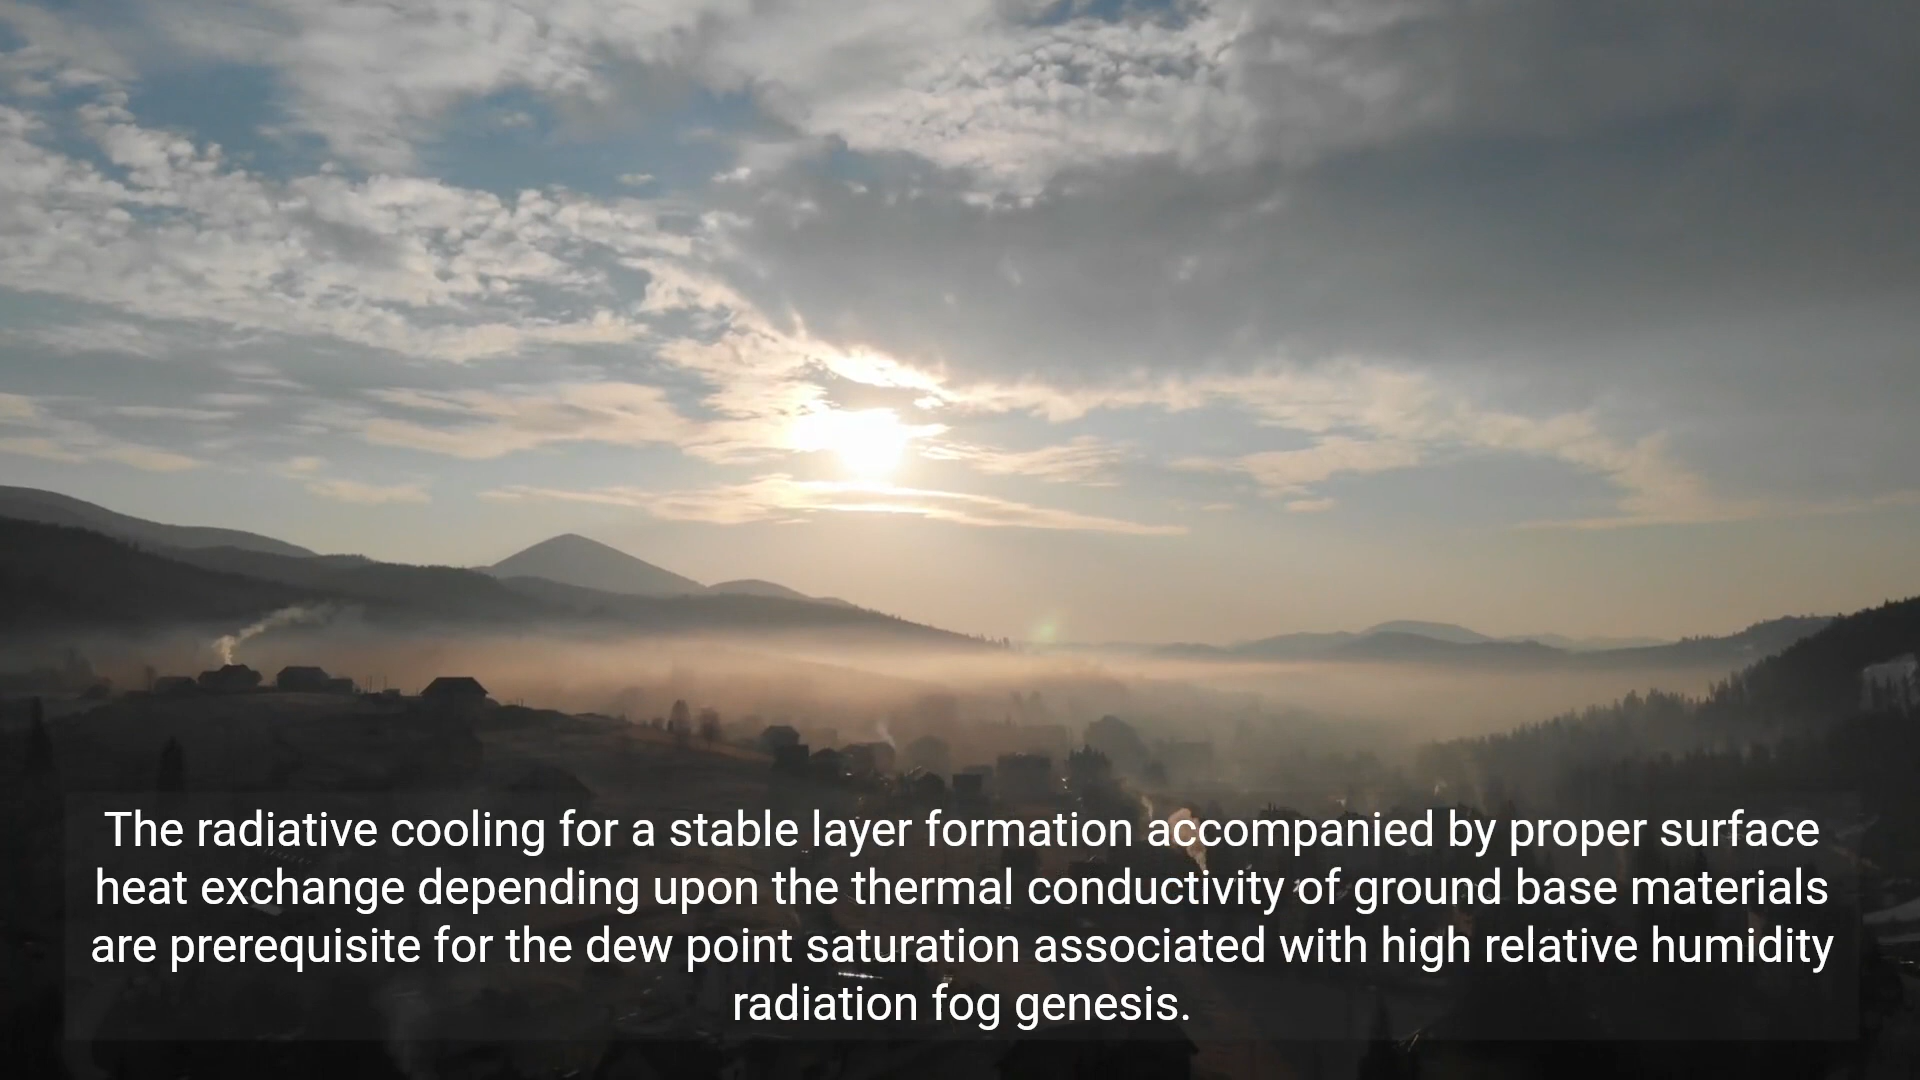 The radiative cooling for a stable layer formation accompanied by proper surface
heat exchange depending upon the thermal conductivity of ground base materials
are prerequisite for the dew point saturation associated with high relative humidity
radiation fog genesis.